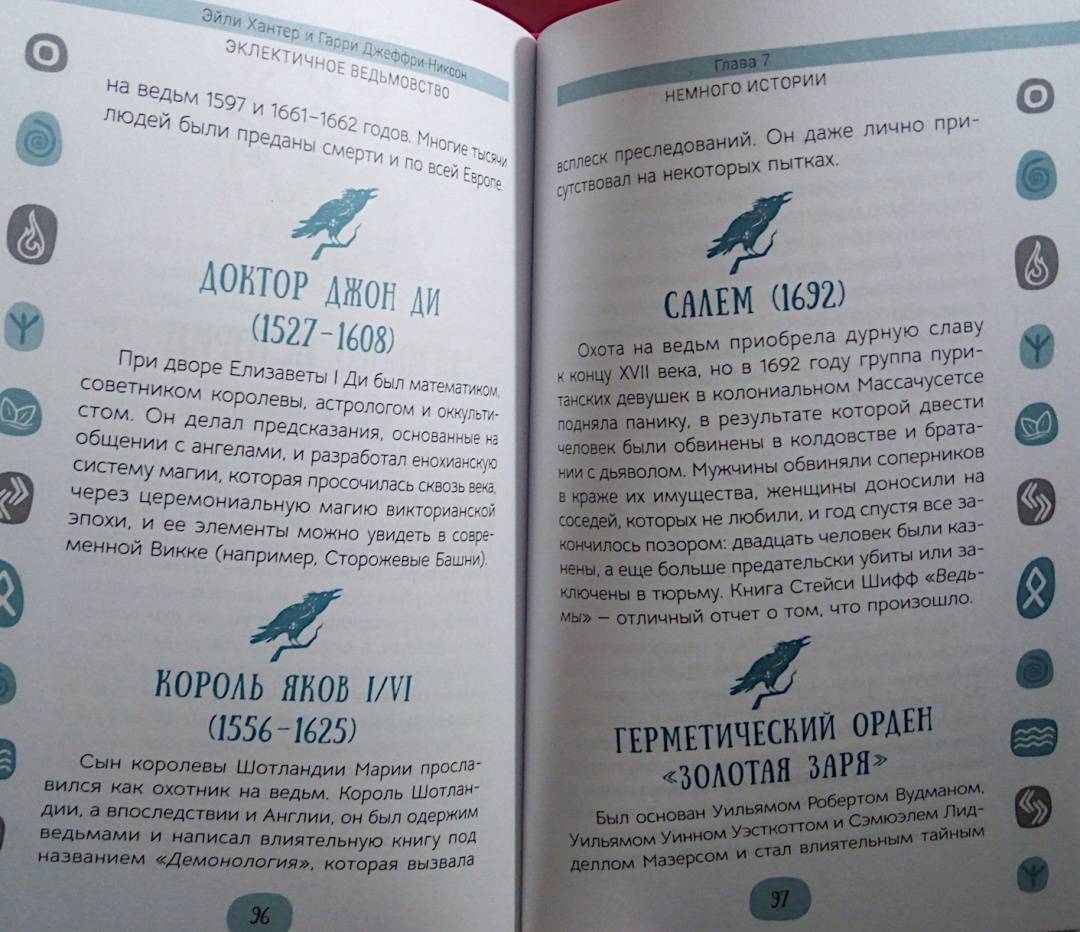 Эйли Хантер и Гарри Джеффри-Никсон
ЭКЛЕКТИЧНОЕ ВЕДЬМОВСТВО
на ведьм 1597 и 1661–1662 годов. Многие тысячи
людей были преданы смерти и по всей Европе.
ДОКТОР ДЖОН ДИ
(1527–1608)
При дворе Елизаветы I Ди был математиком,
советником королевы, астрологом и оккульти-
стом. Он делал предсказания, основанные на
общении с ангелами, и разработал енохианскую
систему магии, которая просочилась сквозь века,
через церемониальную магию викторианской
эпохи, и ее элементы можно увидеть в совре-
менной Викке (например, Сторожевые Башни).
КОРОЛЬ ЯКОВ I/VI
(1556–1625)
Сын королевы Шотландии Марии просла-
вился как охотник на ведьм. Король Шотлан-
дии, а впоследствии и Англии, он был одержим
ведьмами и написал влиятельную книгу под
названием «Демонология», которая вызвала
96
Глава 7
НЕМНОГО ИСТОРИИ
всплеск преследований. Он даже лично при-
сутствовал на некоторых пытках.
САЛЕМ (1692)
Охота на ведьм приобрела дурную славу
к концу XVII века, но в 1692 году группа пури-
танских девушек в колониальном Массачусетсе
подняла панику, в результате которой двести
человек были обвинены в колдовстве и брата-
нии с дьяволом. Мужчины обвиняли соперников
в краже их имущества, женщины доносили на
соседей, которых не любили, и год спустя все за-
кончилось позором: двадцать человек были каз-
нены, а еще больше предательски убиты или за-
ключены в тюрьму. Книга Стейси Шифф «Ведь-
мы» – отличный отчет о том, что произошло.
ГЕРМЕТИЧЕСКИЙ ОРДЕН
«ЗОЛОТАЯ ЗАРЯ»
Был основан Уильямом Робертом Вудманом,
Уильямом Уинном Уэсткоттом и Сэмюэлем Лид-
деллом Мазерсом и стал влиятельным тайным
97